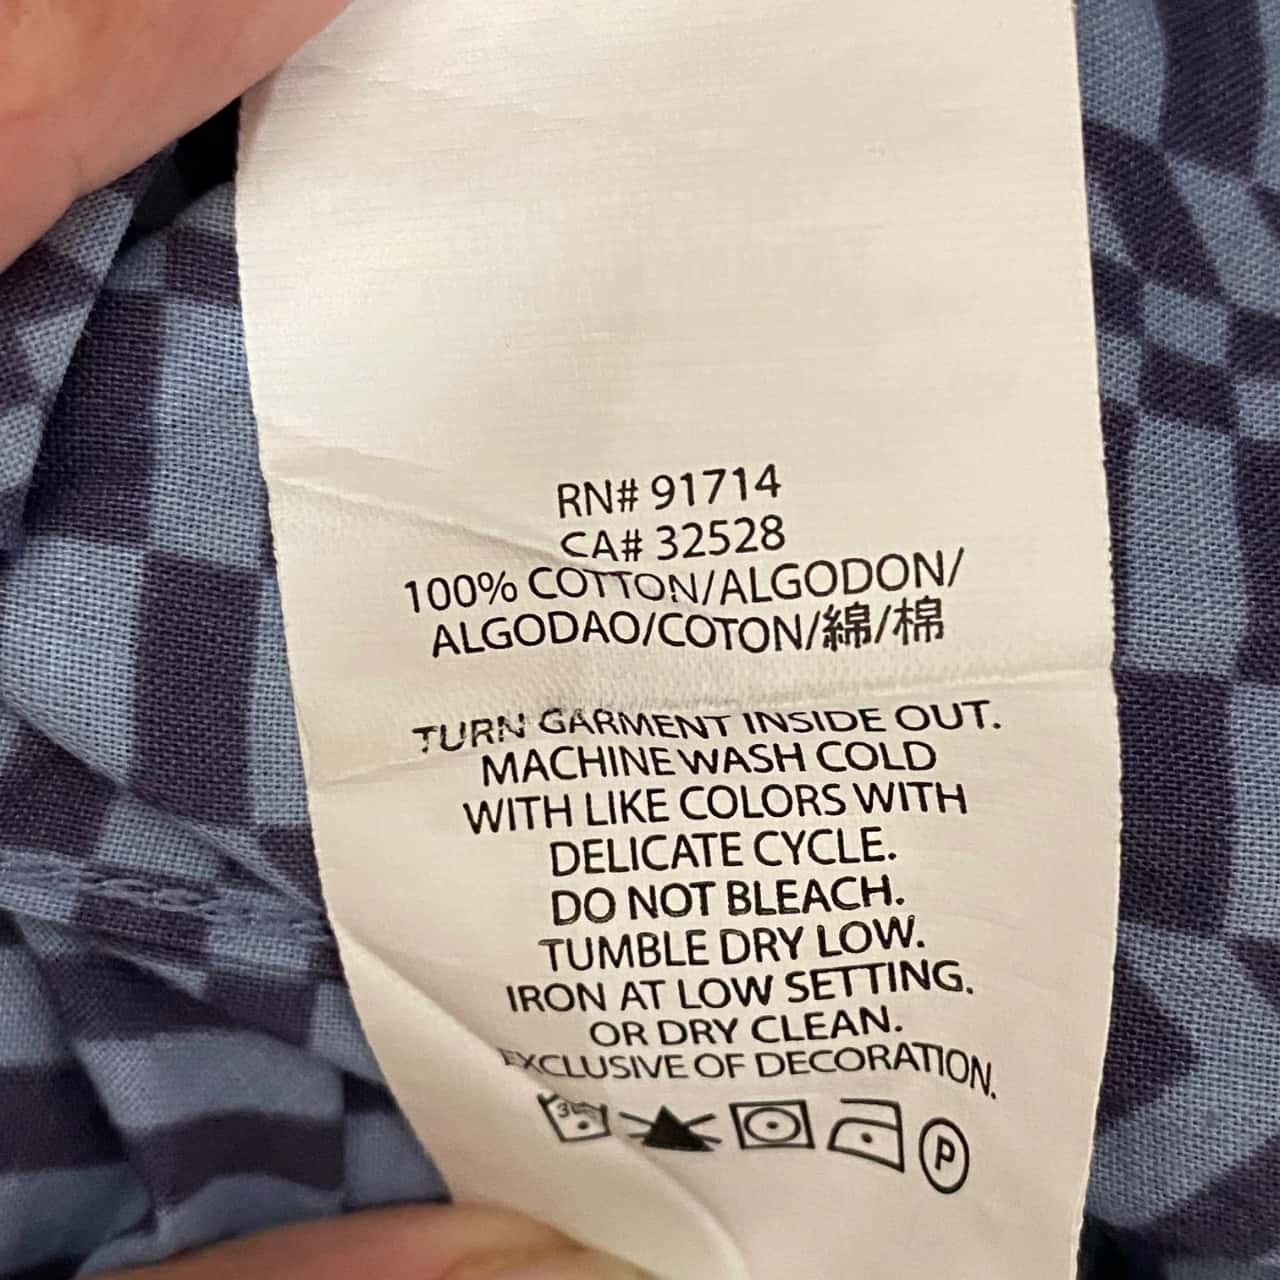 RN# 91714
CA# 32528
100% COTTON/ALGODON/
ALGODAO/COTON/綿/棉
TURN GARMENT INSIDE OUT.
MACHINE WASH COLD
WITH LIKE COLORS WITH
DELICATE CYCLE.
DO NOT BLEACH.
TUMBLE DRY LOW.
IRON AT LOW SETTING.
OR DRY CLEAN.
EXCLUSIVE OF DECORATION.
P